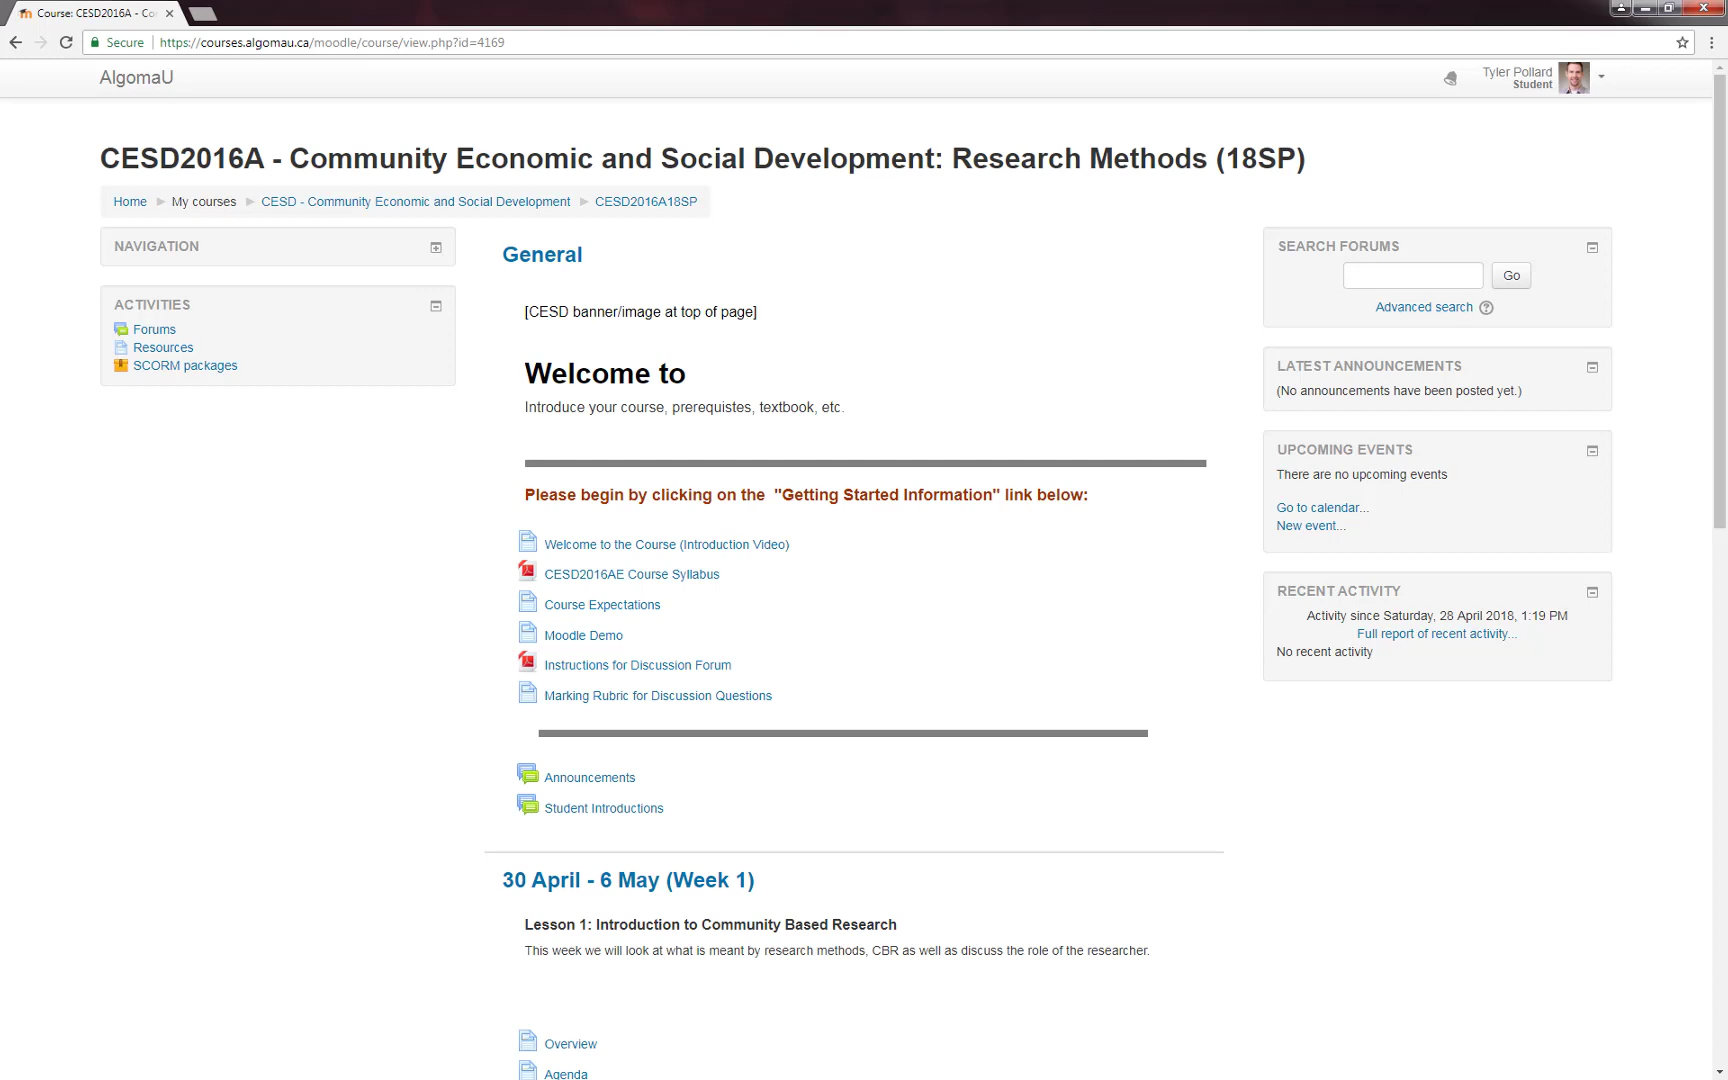 Course: CESD2016A - Co
Secure | https://courses.algomau.ca/moodle/course/view.php?id=4169
AlgomaU
Tyler Pollard
Student
CESD2016A - Community Economic and Social Development: Research Methods (18SP)
Home ▶ My courses ▶ CESD - Community Economic and Social Development ▶ CESD2016A18SP
NAVIGATION
ACTIVITIES
Forums
Resources
SCORM packages
General
[CESD banner/image at top of page]
Welcome to
Introduce your course, prerequistes, textbook, etc.
Please begin by clicking on the "Getting Started Information" link below:
Welcome to the Course (Introduction Video)
CESD2016AE Course Syllabus
Course Expectations
Moodle Demo
Instructions for Discussion Forum
Marking Rubric for Discussion Questions
Announcements
Student Introductions
30 April - 6 May (Week 1)
Lesson 1: Introduction to Community Based Research
This week we will look at what is meant by research methods, CBR as well as discuss the role of the researcher.
Overview
Agenda
SEARCH FORUMS
Go
Advanced search
LATEST ANNOUNCEMENTS
(No announcements have been posted yet.)
UPCOMING EVENTS
There are no upcoming events
Go to calendar...
New event...
RECENT ACTIVITY
Activity since Saturday, 28 April 2018, 1:19 PM
Full report of recent activity...
No recent activity